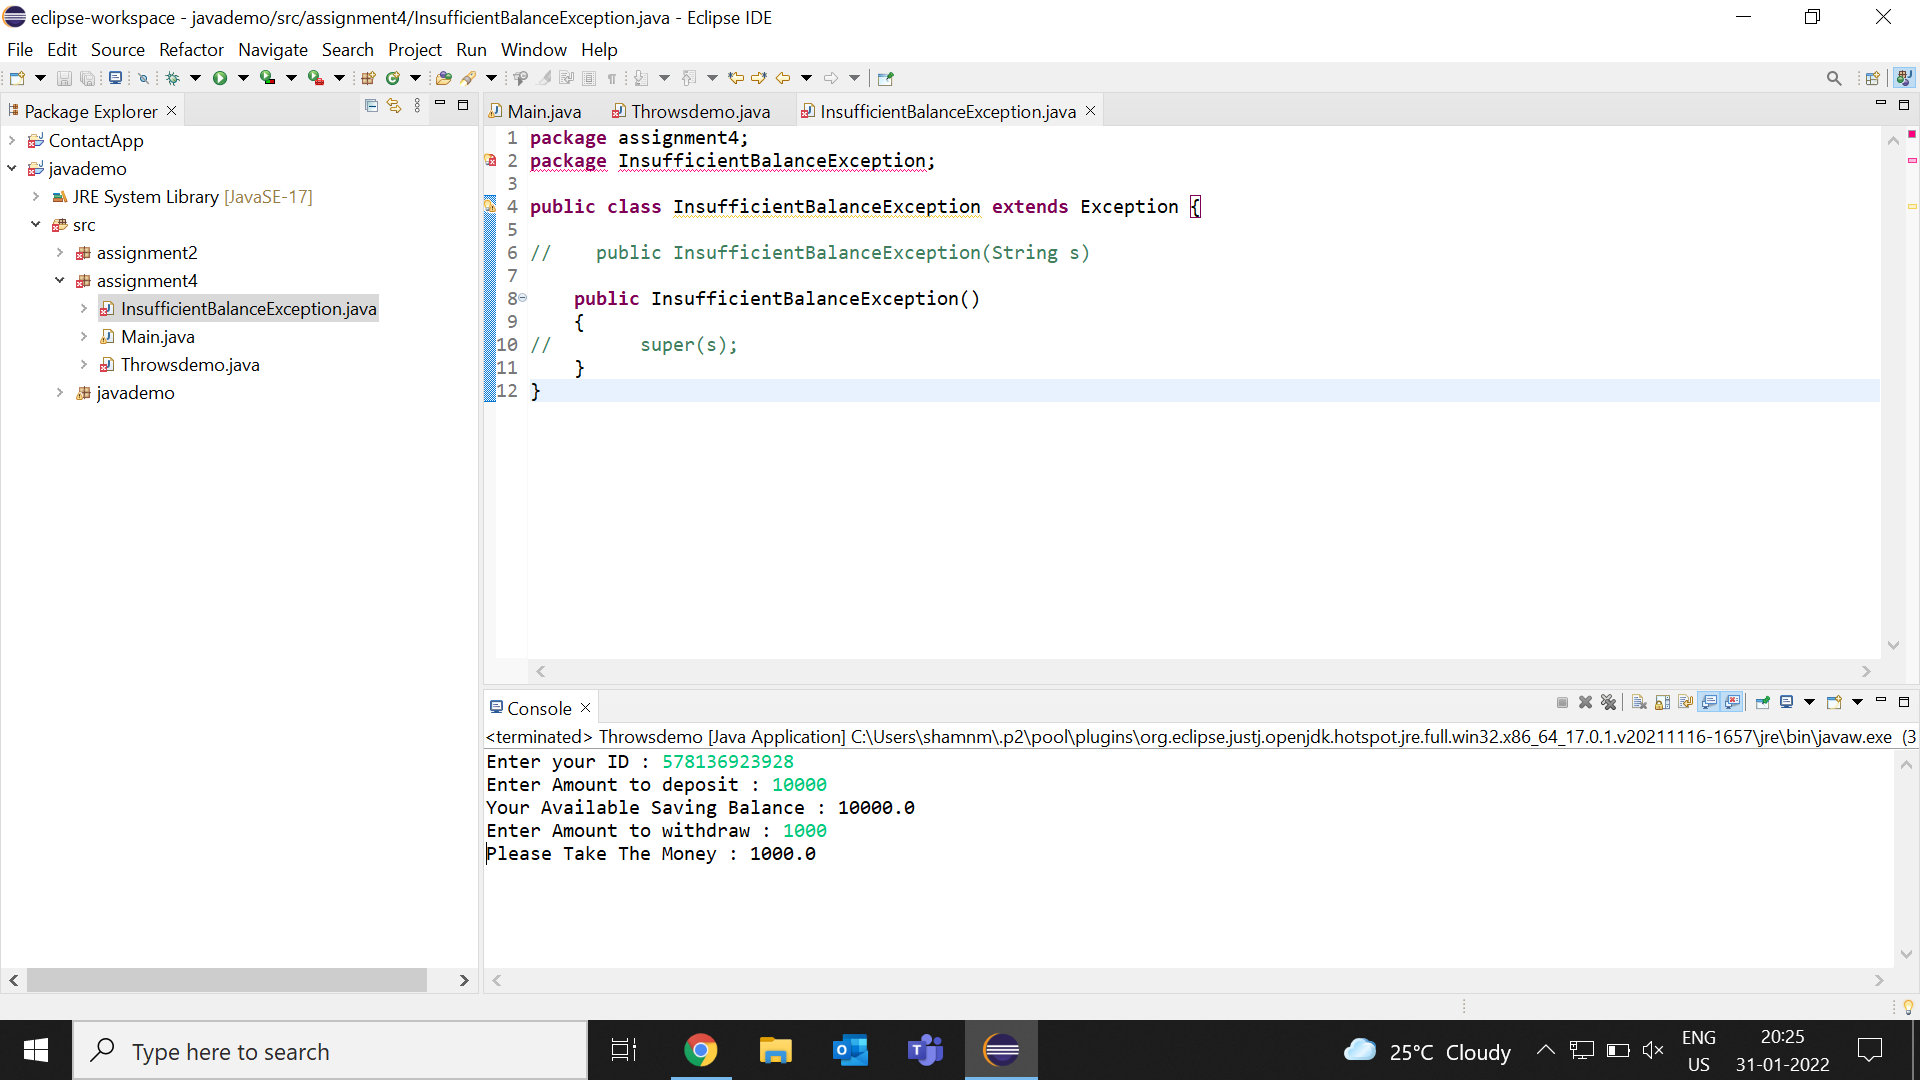 eclipse-workspace - javademo/src/assignment4/InsufficientBalanceException.java - Eclipse IDE
File Edit Source Refactor Navigate Search Project Run Window Help
Package Explorer
ContactApp
javademo
JRE System Library [JavaSE-17]
src
assignment2
assignment4
InsufficientBalanceException.java
Main.java
Throwsdemo.java
javademo
Main.java Throwsdemo.java InsufficientBalanceException.java
1 package assignment4;
2 package InsufficientBalanceException;
3
4 public class InsufficientBalanceException extends Exception {
5
6 // public InsufficientBalanceException(String s)
7
8 public InsufficientBalanceException()
9 {
10 // super(s);
11 }
12 }
Console
<terminated> Throwsdemo [Java Application] C:\Users\shamnm\.p2\pool\plugins\org.eclipse.justj.openjdk.hotspot.jre.full.win32.x86_64_17.0.1.v20211116-1657\jre\bin\javaw.exe (3
Enter your ID : 578136923928
Enter Amount to deposit : 10000
Your Available Saving Balance : 10000.0
Enter Amount to withdraw : 1000
Please Take The Money : 1000.0
Type here to search
25°C Cloudy
ENG
US
20:25
31-01-2022